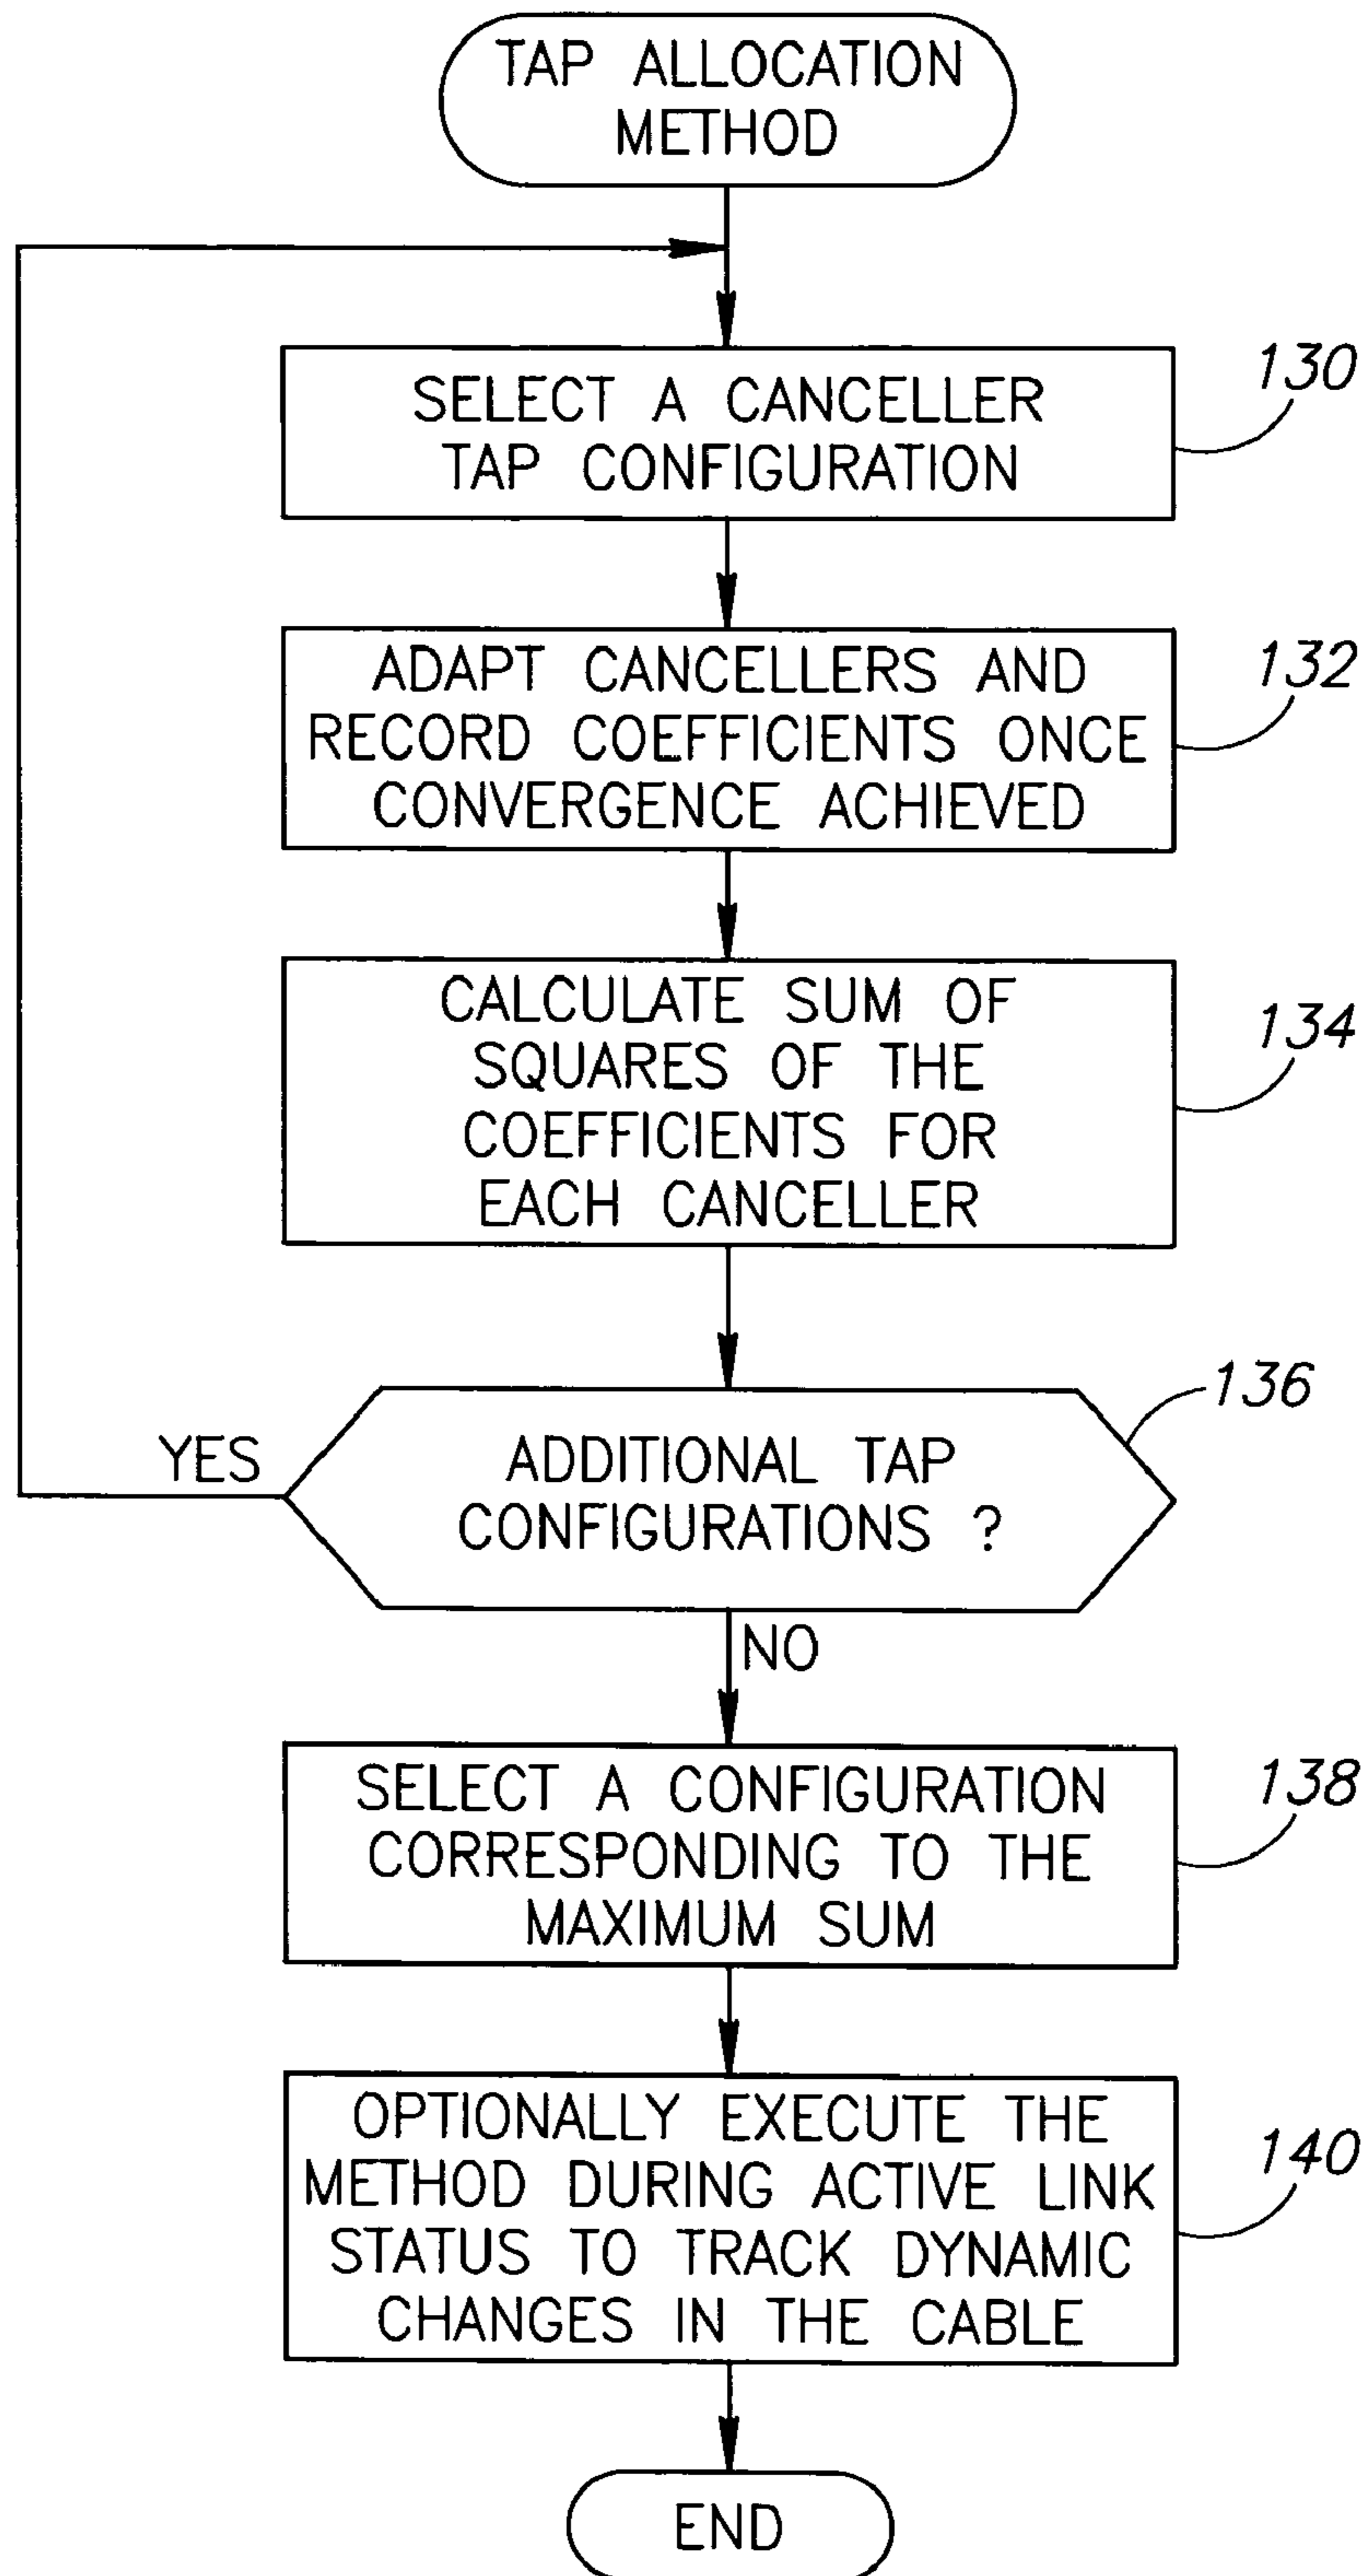 TAP ALLOCATION
METHOD
SELECT A CANCELLER
TAP CONFIGURATION
130
ADAPT CANCELLERS AND
RECORD COEFFICIENTS ONCE
CONVERGENCE ACHIEVED
132
CALCULATE SUM OF
SQUARES OF THE
COEFFICIENTS FOR
EACH CANCELLER
134
136
YES
ADDITIONAL TAP
CONFIGURATIONS ?
NO
SELECT A CONFIGURATION
CORRESPONDING TO THE
MAXIMUM SUM
138
OPTIONALLY EXECUTE THE
METHOD DURING ACTIVE LINK
STATUS TO TRACK DYNAMIC
CHANGES IN THE CABLE
140
END